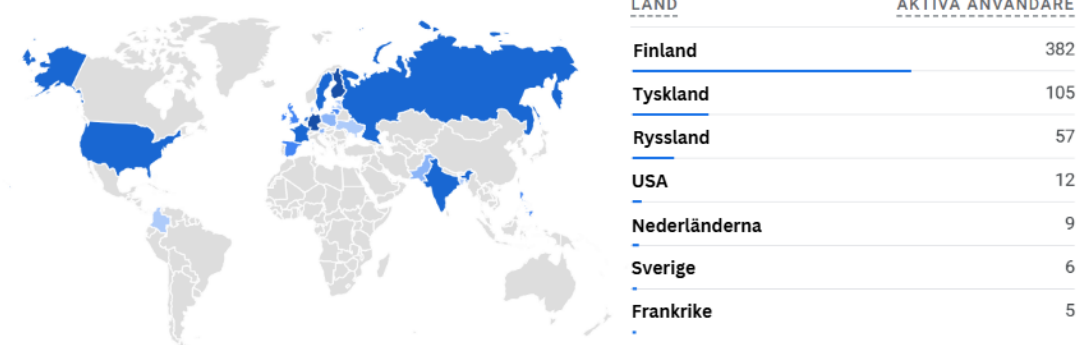 LAND AKTIVA ANVÄNDARE
Finland 382
Tyskland 105
Ryssland 57
USA 12
Nederländerna 9
Sverige 6
Frankrike 5